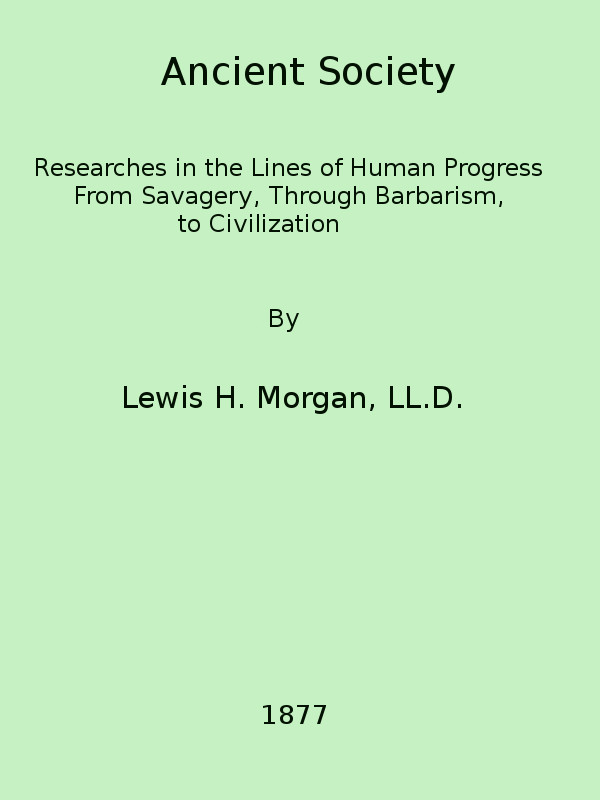 Ancient Society
Researches in the Lines of Human Progress
From Savagery, Through Barbarism,
to Civilization
By
Lewis H. Morgan, LL.D.
1877